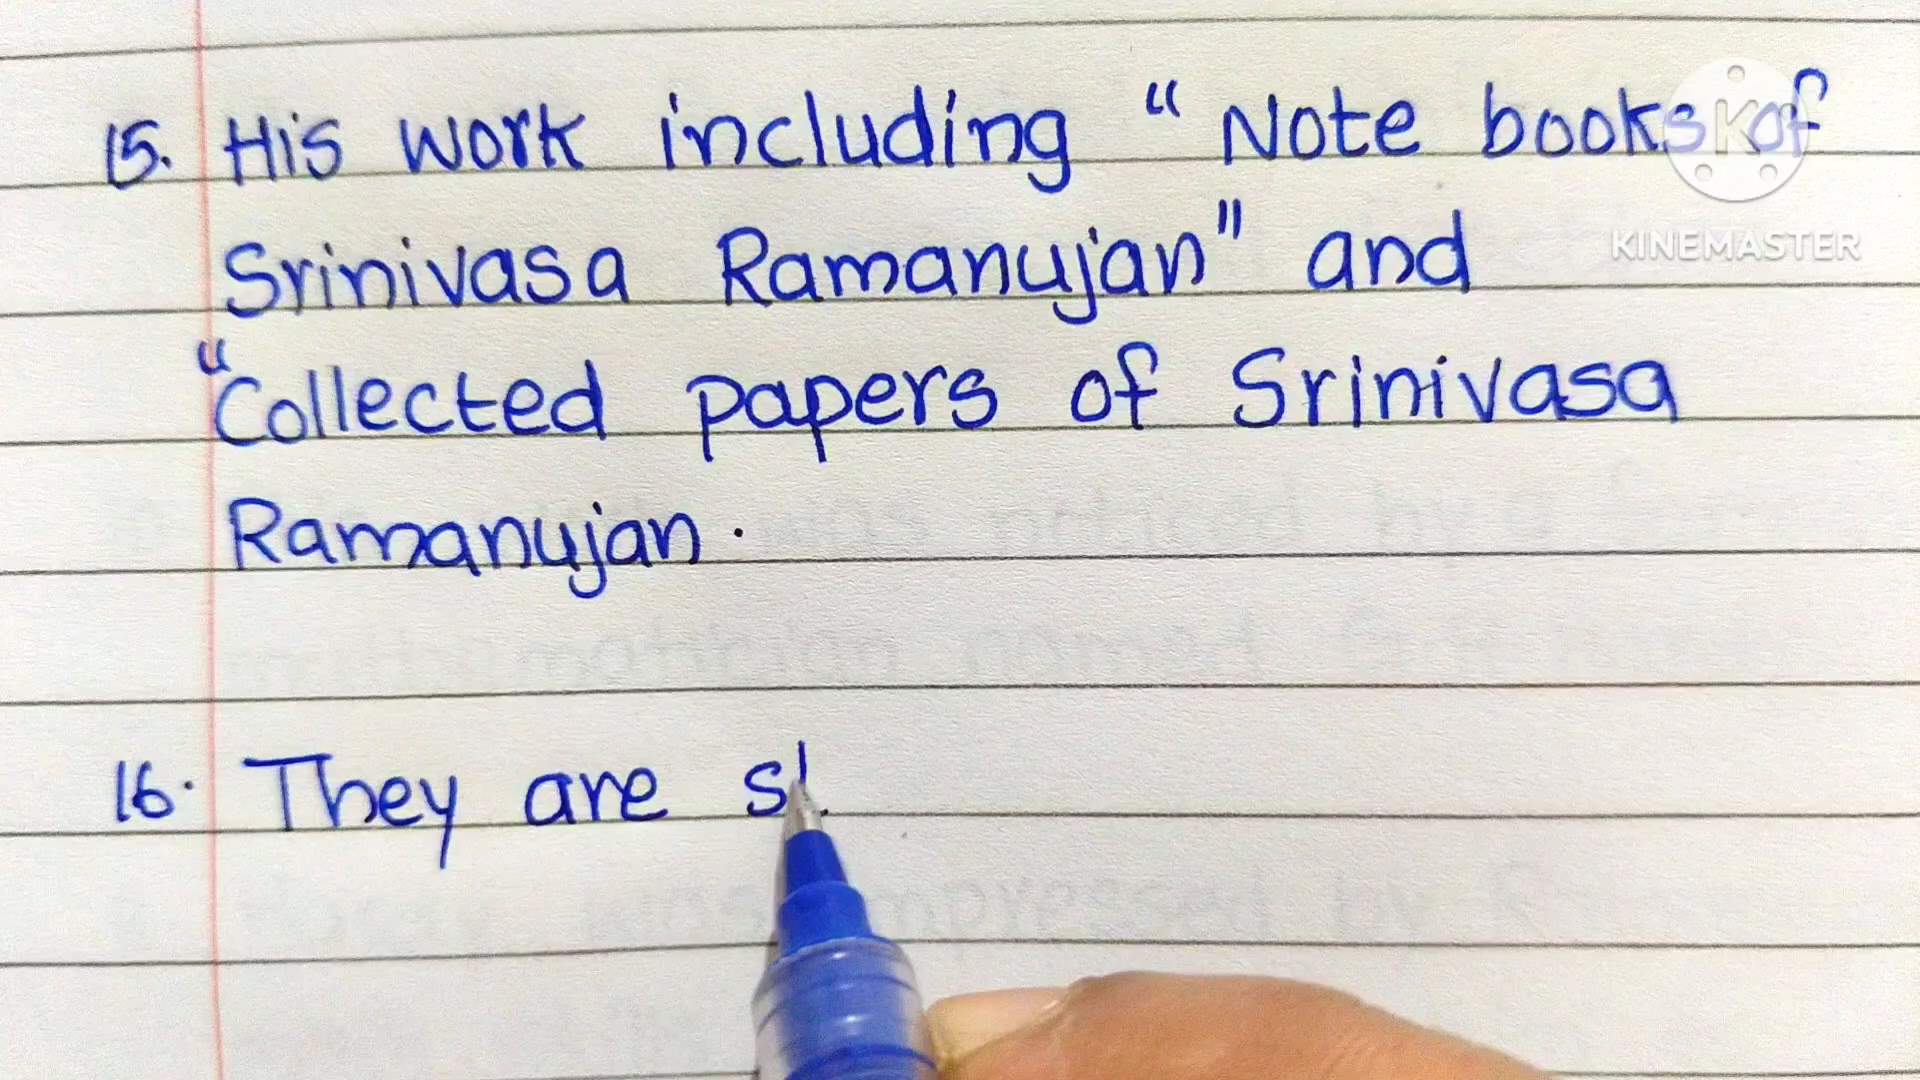 15. His work including “ Note books of
KINEMASTER
Srinivasa Ramanujan” and
“Collected papers of Srinivasa
Ramanujan.
16. They are